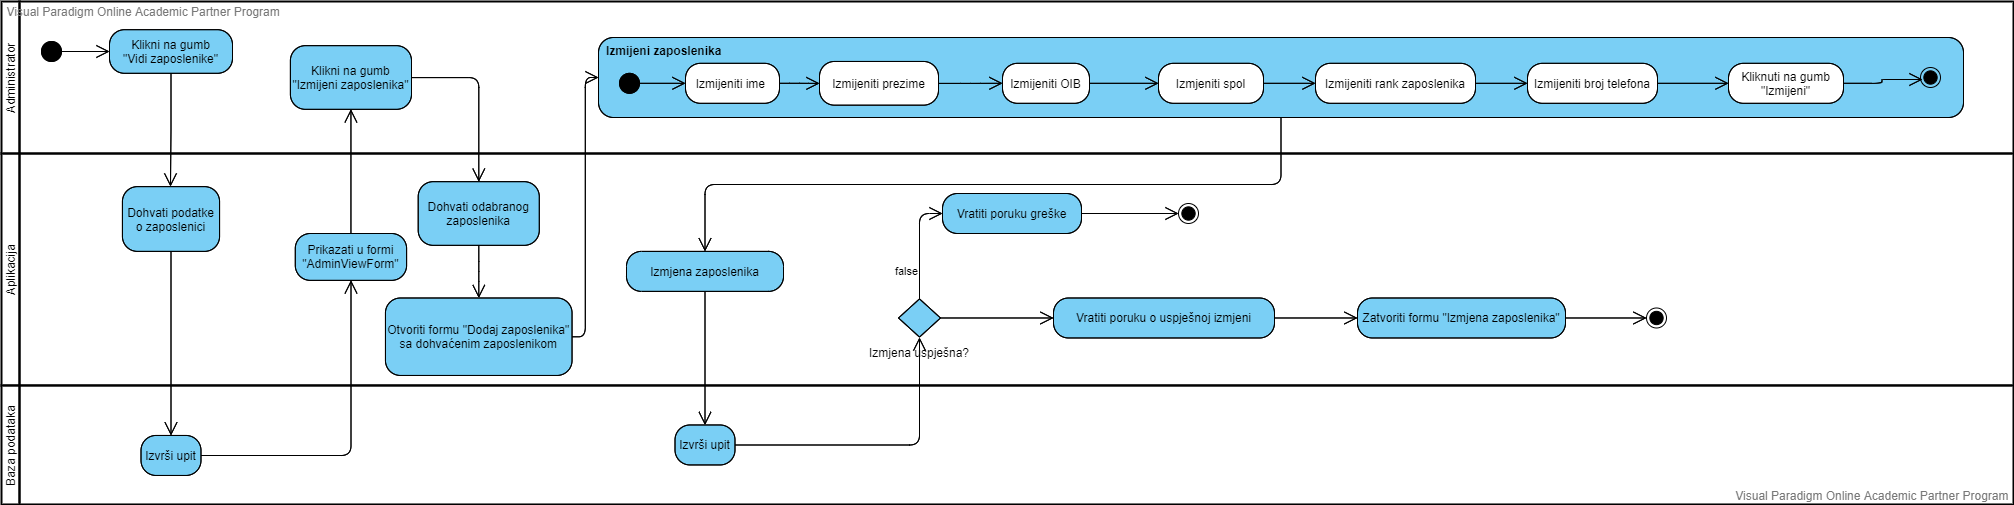 Visual Paradigm Online Academic Partner Program
Administrator
Klikni na gumb
"Vidi zaposlenike"
Klikni na gumb
"Izmijeni zaposlenika"
Izmijeni zaposlenika
Izmijeniti ime
Izmijeniti prezime
Izmijeniti OIB
Izmijeniti spol
Izmijeniti rank zaposlenika
Izmijeniti broj telefona
Kliknuti na gumb
"Izmijeni"
Aplikacija
Dohvati podatke
o zaposlenici
Prikazati u formi
"AdminViewForm"
Dohvati odabranog
zaposlenika
Otvoriti formu "Dodaj zaposlenika"
sa dohvaćenim zaposlenikom
Izmjena zaposlenika
Vratiti poruku greške
false
Izmjena uspješna?
Vratiti poruku o uspješnoj izmjeni
Zatvoriti formu "Izmjena zaposlenika"
Baza podataka
Izvrši upit
Izvrši upit
Visual Paradigm Online Academic Partner Program